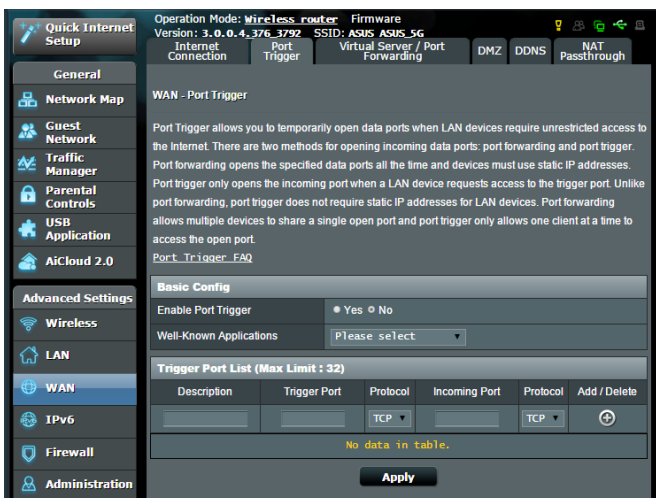 Quick Internet
Setup
General
Network Map
Guest
Network
Traffic
Manager
Parental
Controls
USB
Application
AiCloud 2.0
Advanced Settings
Wireless
LAN
WAN
IPv6
Firewall
Administration
Operation Mode: Wireless router Firmware
Version: 3.0.0.4_376_3792 SSID: ASUS ASUS_5G
Internet
Connection
Port
Trigger
Virtual Server / Port
Forwarding
DMZ
DDNS
NAT
Passthrough
WAN - Port Trigger
Port Trigger allows you to temporarily open data ports when LAN devices require unrestricted access to
the Internet. There are two methods for opening incoming data ports: port forwarding and port trigger.
Port forwarding opens the specified data ports all the time and devices must use static IP addresses.
Port trigger only opens the incoming port when a LAN device requests access to the trigger port. Unlike
port forwarding, port trigger does not require static IP addresses for LAN devices. Port forwarding
allows multiple devices to share a single open port and port trigger only allows one client at a time to
access the open port.
Port Trigger FAQ
Basic Config
Enable Port Trigger Yes No
Well-Known Applications Please select
Trigger Port List (Max Limit : 32)
Description Trigger Port Protocol Incoming Port Protocol Add / Delete
TCP TCP
No data in table.
Apply